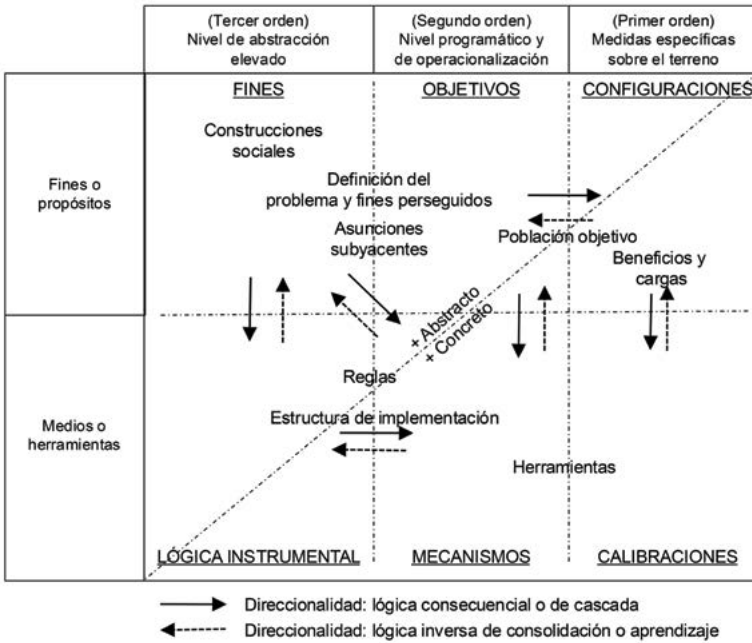 (Tercer orden)
Nivel de abstracción
elevado
(Segundo orden)
Nivel programático y
de operacionalización
(Primer orden)
Medidas específicas
sobre el terreno
Fines o
propósitos
FINES
OBJETIVOS
CONFIGURACIONES
Construcciones
sociales
Definición del
problema y fines perseguidos
Asunciones
subyacentes
Población objetivo
Beneficios y
cargas
+ Abstracto
+ Concreto
Medios o
herramientas
Reglas
Estructura de implementación
Herramientas
LÓGICA INSTRUMENTAL
MECANISMOS
CALIBRACIONES
Direccionalidad: lógica consecuencial o de cascada
Direccionalidad: lógica inversa de consolidación o aprendizaje